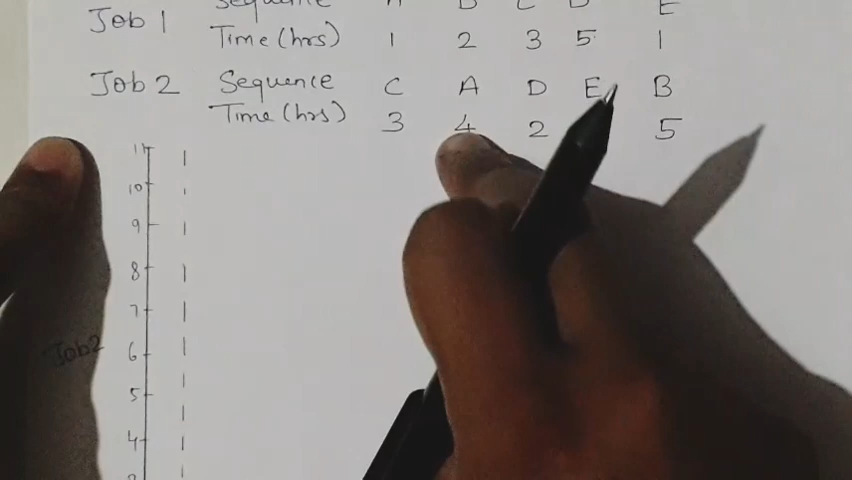 Sequence A B C D E
Job 1
Time (hrs) 1 2 3 5 1
Job 2 Sequence C A D E B
Time (hrs) 3 4 2 5
11
10
9
8
7
Job2 6
5
4